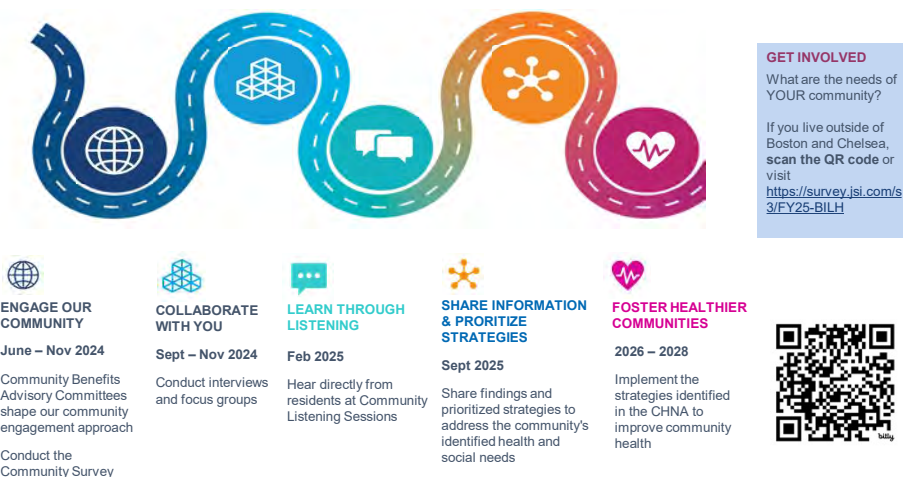 GET INVOLVED
What are the needs of
YOUR community?
If you live outside of
Boston and Chelsea,
scan the QR code or
visit
https://survey.jsi.com/s
3/FY25-BILH
ENGAGE OUR
COMMUNITY
June – Nov 2024
Community Benefits
Advisory Committees
shape our community
engagement approach
Conduct the
Community Survey
COLLABORATE
WITH YOU
Sept – Nov 2024
Conduct interviews
and focus groups
LEARN THROUGH
LISTENING
Feb 2025
Hear directly from
residents at Community
Listening Sessions
SHARE INFORMATION
& PRORITIZE
STRATEGIES
Sept 2025
Share findings and
prioritized strategies to
address the community's
identified health and
social needs
FOSTER HEALTHIER
COMMUNITIES
2026 – 2028
Implement the
strategies identified
in the CHNA to
improve community
health
bitly